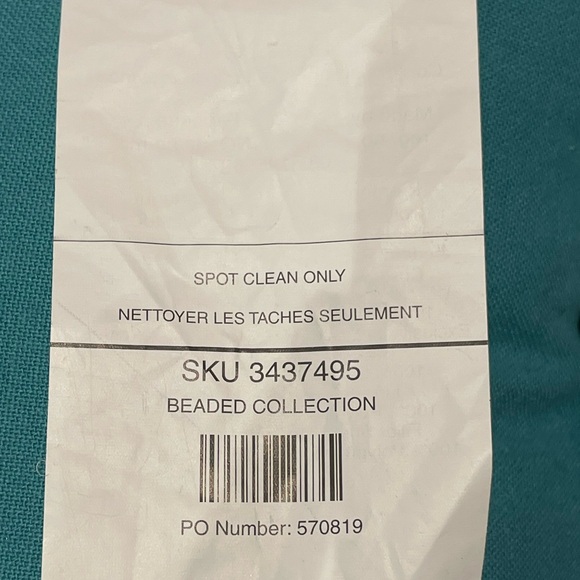 SPOT CLEAN ONLY
NETTOYER LES TACHES SEULEMENT
SKU 3437495
BEADED COLLECTION
PO Number: 570819